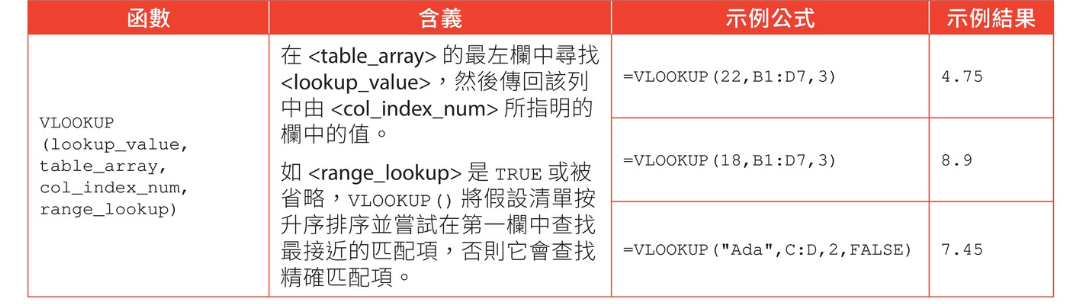 函數 含義 示例公式 示例結果
VLOOKUP
(lookup_value,
table_array,
col_index_num,
range_lookup)
在 <table_array> 的最左欄中尋找
<lookup_value>，然後傳回該列
中由 <col_index_num> 所指明的
欄中的值。
如 <range_lookup> 是 TRUE 或被
省略，VLOOKUP() 將假設清單按
升序排序並嘗試在第一欄中查找
最接近的匹配項，否則它會查找
精確匹配項。
=VLOOKUP(22,B1:D7,3) 4.75
=VLOOKUP(18,B1:D7,3) 8.9
=VLOOKUP("Ada",C:D,2,FALSE) 7.45